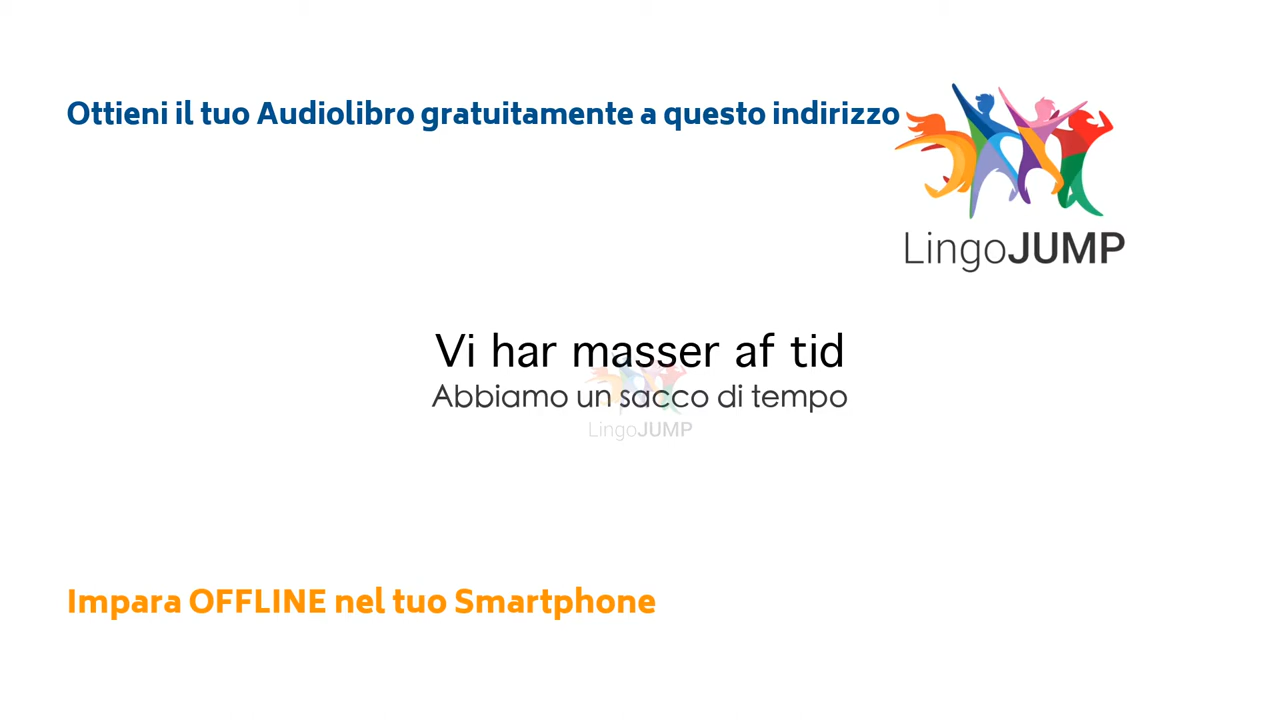 Ottieni il tuo Audiolibro gratuitamente a questo indirizzo
LingoJUMP
Vi har masser af tid
Abbiamo un sacco di tempo
LingoJUMP
Impara OFFLINE nel tuo Smartphone